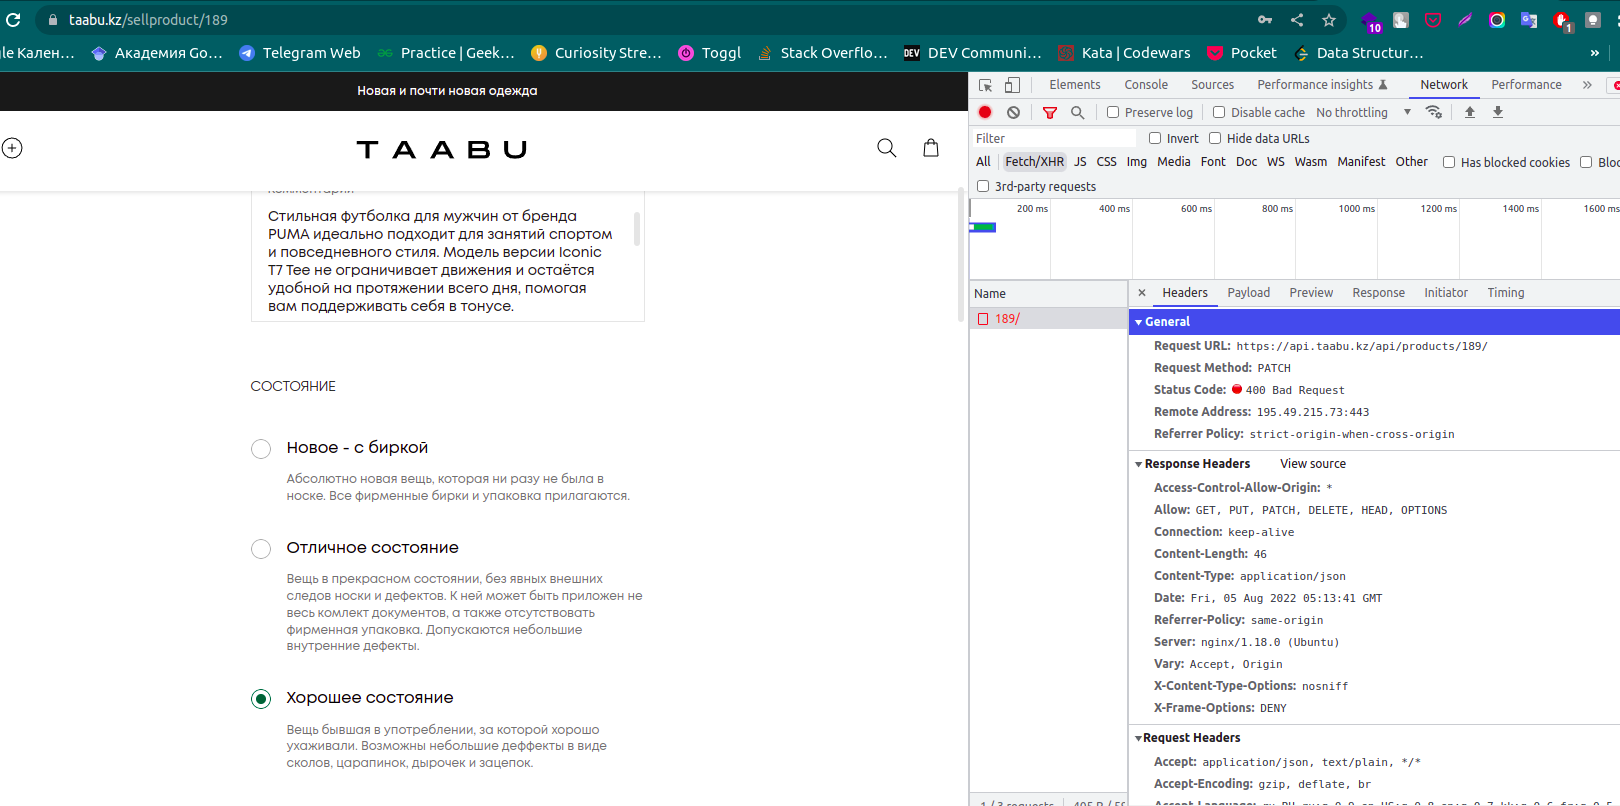 taabu.kz/sellproduct/189
10
1
le Кален…
Академия Go…
Telegram Web
Practice | Geek…
Curiosity Stre…
Toggl
Stack Overflo…
DEV Communi…
Kata | Codewars
Pocket
Data Structur…
»
Новая и почти новая одежда
TAABU
Комментарий
Стильная футболка для мужчин от бренда
PUMA идеально подходит для занятий спортом
и повседневного стиля. Модель версии Iconic
T7 Tee не ограничивает движения и остаётся
удобной на протяжении всего дня, помогая
вам поддерживать себя в тонусе.
СОСТОЯНИЕ
Новое - с биркой
Абсолютно новая вещь, которая ни разу не была в
носке. Все фирменные бирки и упаковка прилагаются.
Отличное состояние
Вещь в прекрасном состоянии, без явных внешних
следов носки и дефектов. К ней может быть приложен не
весь комлект документов, а также отсутствовать
фирменная упаковка. Допускаются небольшие
внутренние дефекты.
Хорошее состояние
Вещь бывшая в употреблении, за которой хорошо
ухаживали. Возможны небольшие деффекты в виде
сколов, царапинок, дырочек и зацепок.
Elements Console Sources Performance insights Network Performance »
Preserve log Disable cache No throttling
Filter Invert Hide data URLs
All Fetch/XHR JS CSS Img Media Font Doc WS Wasm Manifest Other Has blocked cookies Bloc
3rd-party requests
200 ms 400 ms 600 ms 800 ms 1000 ms 1200 ms 1400 ms 1600 ms
Name
189/
1 / 3 requests
× Headers Payload Preview Response Initiator Timing
General
Request URL: https://api.taabu.kz/api/products/189/
Request Method: PATCH
Status Code: 400 Bad Request
Remote Address: 195.49.215.73:443
Referrer Policy: strict-origin-when-cross-origin
Response Headers View source
Access-Control-Allow-Origin: *
Allow: GET, PUT, PATCH, DELETE, HEAD, OPTIONS
Connection: keep-alive
Content-Length: 46
Content-Type: application/json
Date: Fri, 05 Aug 2022 05:13:41 GMT
Referrer-Policy: same-origin
Server: nginx/1.18.0 (Ubuntu)
Vary: Accept, Origin
X-Content-Type-Options: nosniff
X-Frame-Options: DENY
Request Headers
Accept: application/json, text/plain, */*
Accept-Encoding: gzip, deflate, br